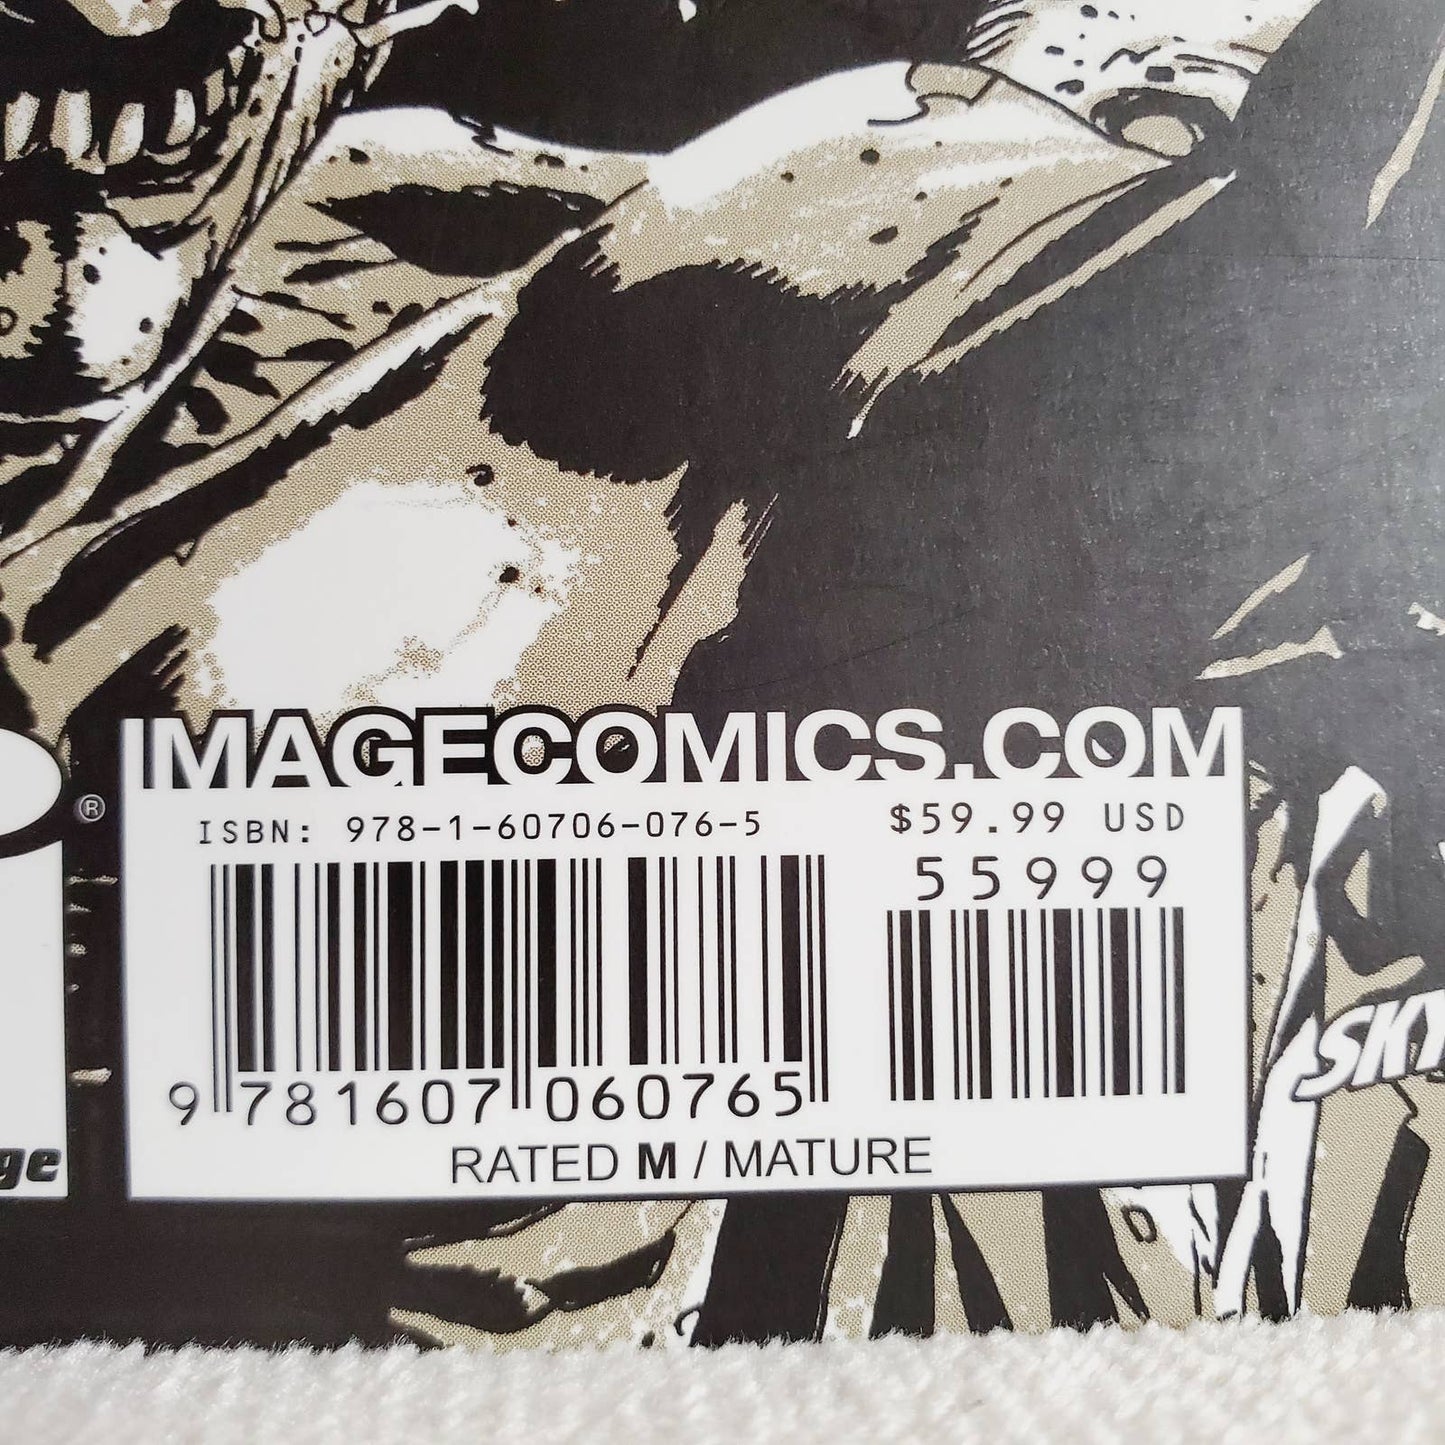 IMAGECOMICS.COM
®
ISBN: 978-1-60706-076-5 $59.99 USD
55999
9 781607 060765
RATED M / MATURE